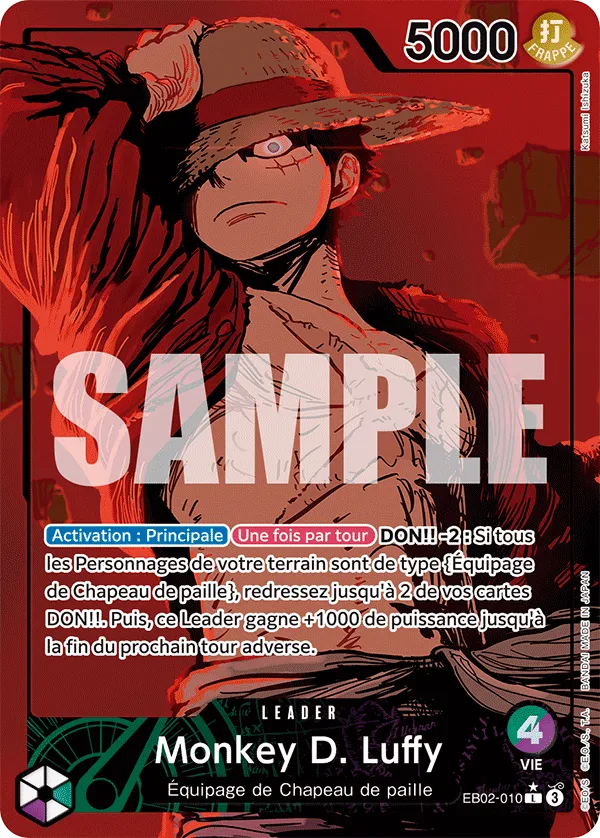 5000
打
FRAPPE
Katsumi Ishizuka
SAMPLE
Activation : Principale Une fois par tour DON!! -2 : Si tous
les Personnages de votre terrain sont de type {Équipage
de Chapeau de paille}, redressez jusqu'à 2 de vos cartes
DON!!. Puis, ce Leader gagne +1000 de puissance jusqu'à
la fin du prochain tour adverse.
©EO/S ©E.O./S., T.A. BANDAI MADE IN JAPAN
LEADER
Monkey D. Luffy
Équipage de Chapeau de paille
4
VIE
EB02-010 L 3